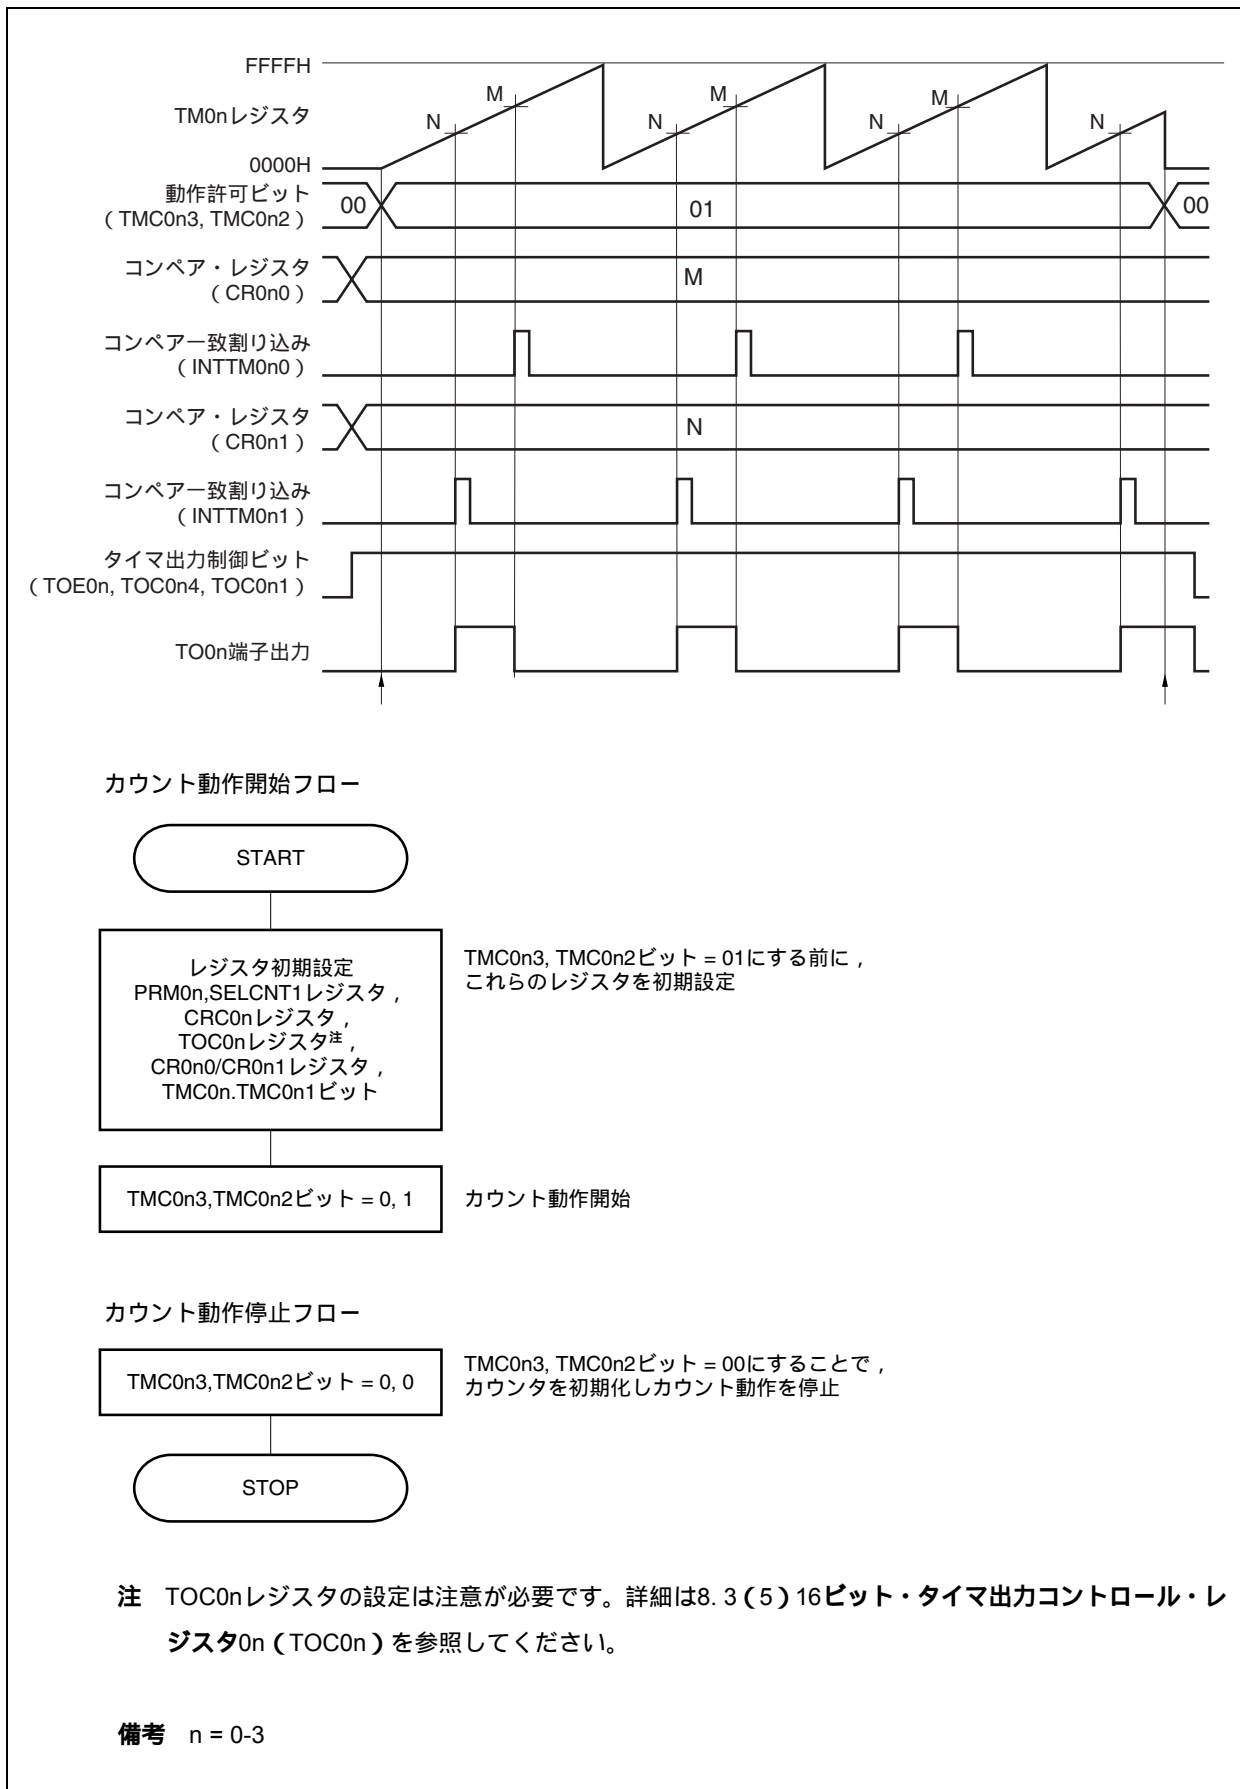 FFFFH
TM0nレジスタ
0000H
N M N M N M N
動作許可ビット
（TMC0n3, TMC0n2）
00 01 00
コンペア・レジスタ
（CR0n0）
M
コンペア一致割り込み
（INTTM0n0）
コンペア・レジスタ
（CR0n1）
N
コンペア一致割り込み
（INTTM0n1）
タイマ出力制御ビット
（TOE0n, TOC0n4, TOC0n1）
TO0n端子出力
カウント動作開始フロー
START
レジスタ初期設定
PRM0n,SELCNT1レジスタ，
CRC0nレジスタ，
TOC0nレジスタ注，
CR0n0/CR0n1レジスタ，
TMC0n.TMC0n1ビット
TMC0n3, TMC0n2ビット = 01にする前に，
これらのレジスタを初期設定
TMC0n3,TMC0n2ビット = 0, 1
カウント動作開始
カウント動作停止フロー
TMC0n3,TMC0n2ビット = 0, 0
TMC0n3, TMC0n2ビット = 00にすることで，
カウンタを初期化しカウント動作を停止
STOP
注 TOC0nレジスタの設定は注意が必要です。詳細は8. 3（5）16ビット・タイマ出力コントロール・レ
ジスタ0n（TOC0n）を参照してください。
備考 n = 0-3